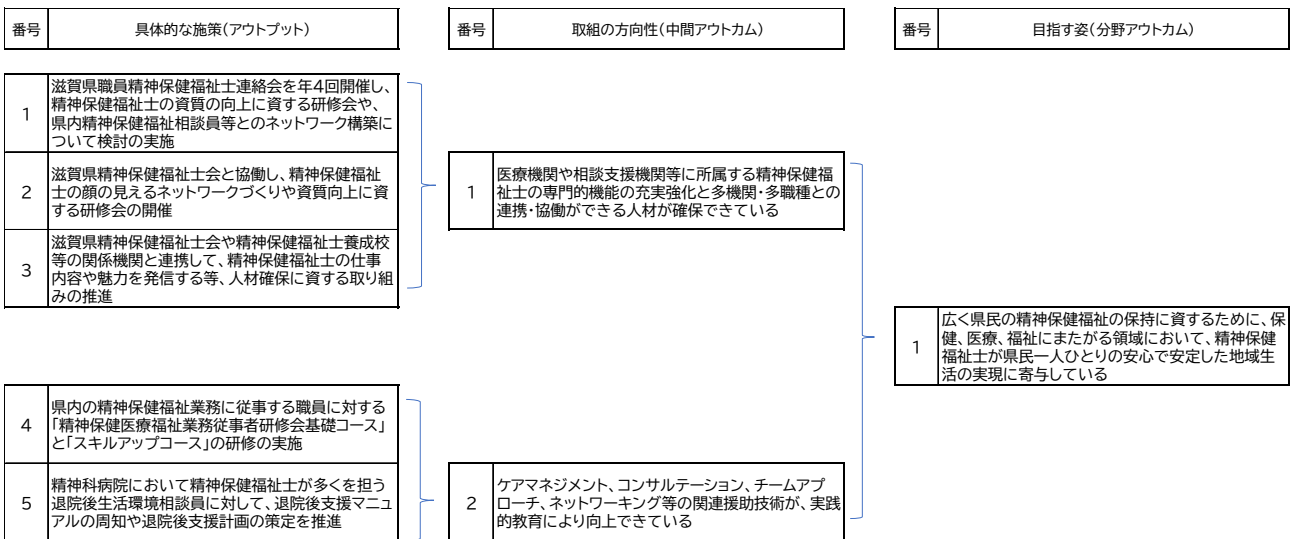 番号 具体的な施策(アウトプット) 番号 取組の方向性(中間アウトカム) 番号 目指す姿(分野アウトカム)
1
滋賀県職員精神保健福祉士連絡会を年4回開催し、
精神保健福祉士の資質の向上に資する研修会や、
県内精神保健福祉相談員等とのネットワーク構築に
ついて検討の実施
2
滋賀県精神保健福祉士会と協働し、精神保健福祉
士の顔の見えるネットワークづくりや資質向上に資
する研修会の開催
3
滋賀県精神保健福祉士会や精神保健福祉士養成校
等の関係機関と連携して、精神保健福祉士の仕事
内容や魅力を発信する等、人材確保に資する取り組
みの推進
1
医療機関や相談支援機関等に所属する精神保健福
祉士の専門的機能の充実強化と多機関・多職種との
連携・協働ができる人材が確保できている
1
広く県民の精神保健福祉の保持に資するために、保
健、医療、福祉にまたがる領域において、精神保健
福祉士が県民一人ひとりの安心で安定した地域生
活の実現に寄与している
4
県内の精神保健福祉業務に従事する職員に対する
「精神保健医療福祉業務従事者研修会基礎コース」
と「スキルアップコース」の研修の実施
5
精神科病院において精神保健福祉士が多くを担う
退院後生活環境相談員に対して、退院後支援マニュ
アルの周知や退院後支援計画の策定を推進
2
ケアマネジメント、コンサルテーション、チームアプ
ローチ、ネットワーキング等の関連援助技術が、実践
的教育により向上できている